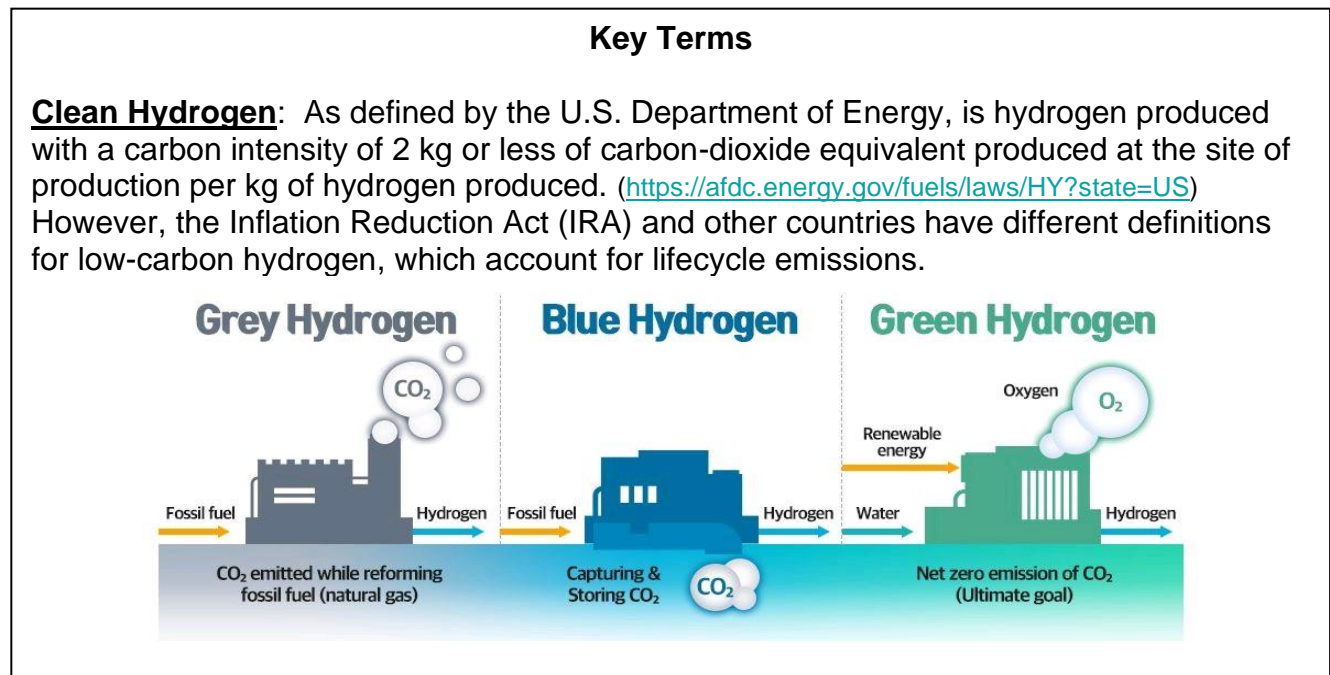 Key Terms
Clean Hydrogen: As defined by the U.S. Department of Energy, is hydrogen produced
with a carbon intensity of 2 kg or less of carbon-dioxide equivalent produced at the site of
production per kg of hydrogen produced. (https://afdc.energy.gov/fuels/laws/HY?state=US)
However, the Inflation Reduction Act (IRA) and other countries have different definitions
for low-carbon hydrogen, which account for lifecycle emissions.
Grey Hydrogen
CO₂
Fossil fuel
Hydrogen
CO₂ emitted while reforming
fossil fuel (natural gas)
Blue Hydrogen
Fossil fuel
Hydrogen
Capturing &
Storing CO₂
CO₂
Green Hydrogen
Oxygen
O₂
Renewable
energy
Water
Hydrogen
Net zero emission of CO₂
(Ultimate goal)